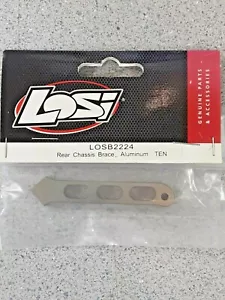 LOSI
GENUINE PARTS
& ACCESSORIES
LOSB2224
Rear Chassis Brace, Aluminum: TEN